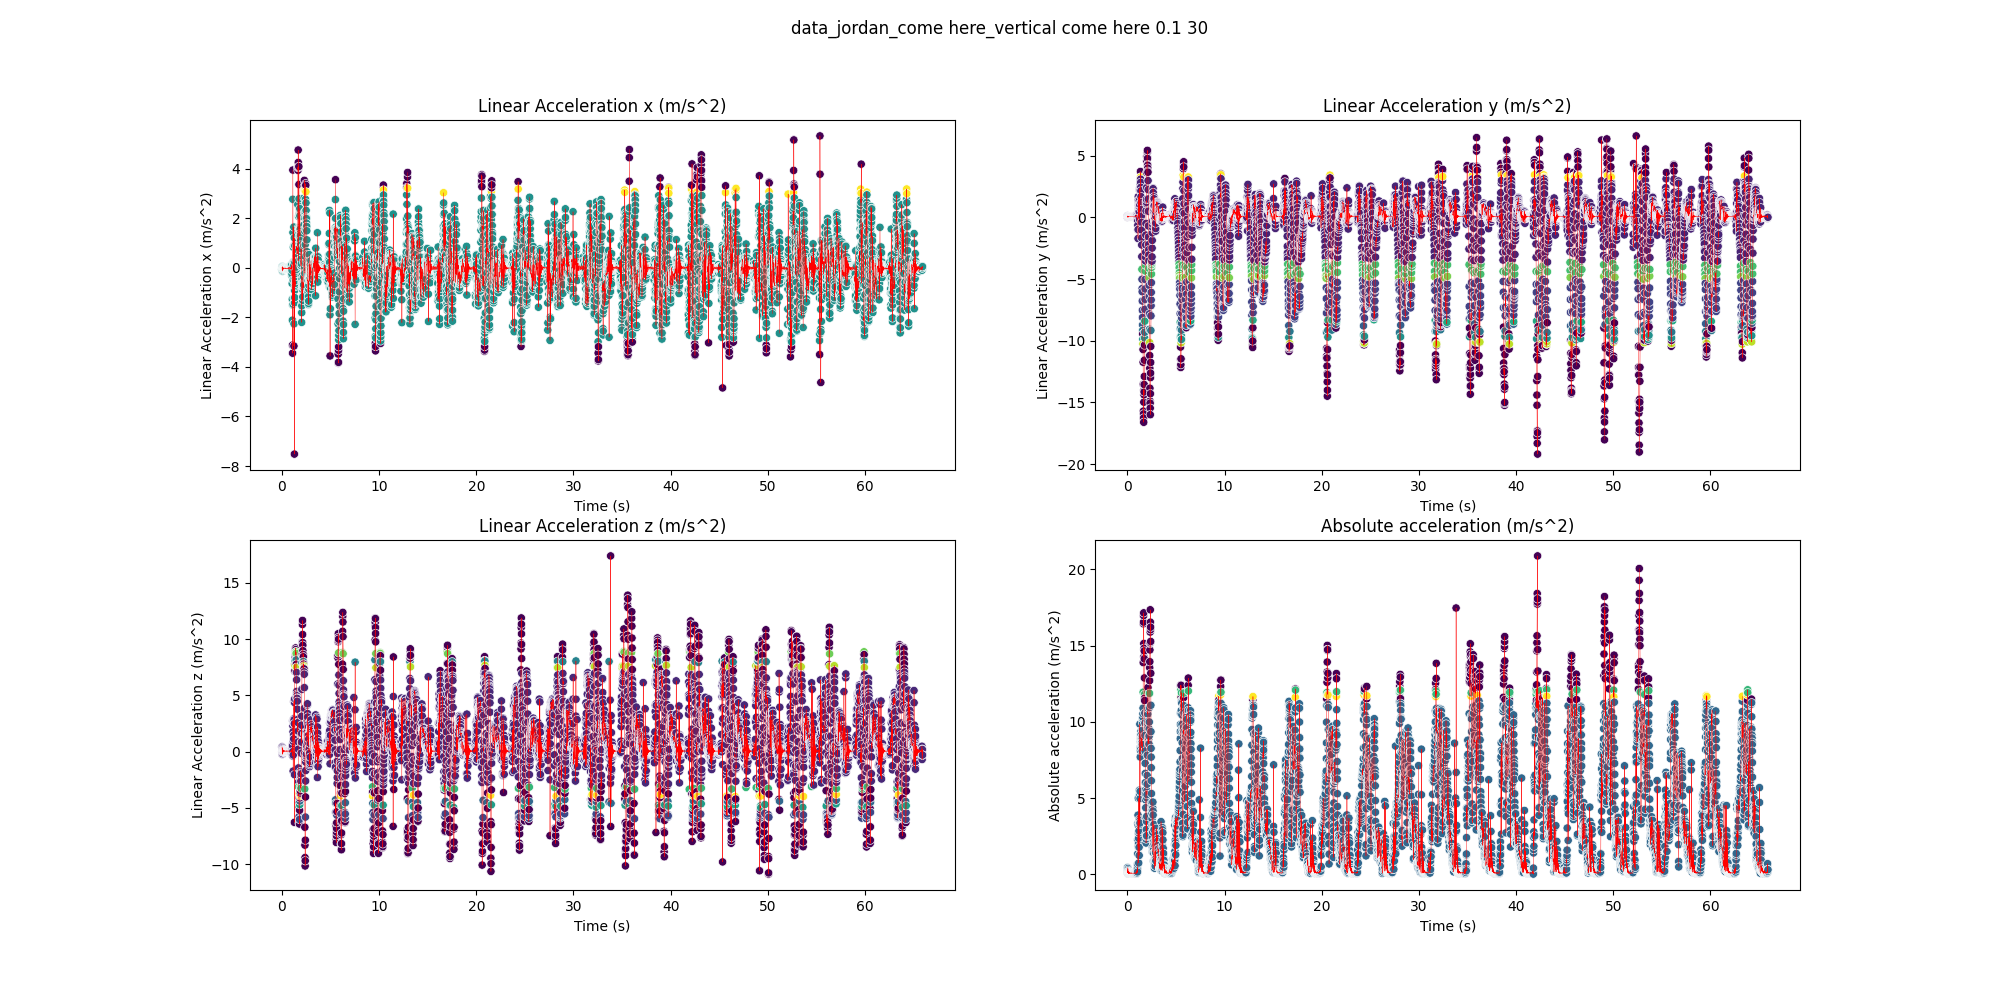 data_jordan_come here_vertical come here 0.1 30
Linear Acceleration x (m/s^2)
Linear Acceleration x (m/s^2)
4
2
0
−2
−4
−6
−8
0 10 20 30 40 50 60
Time (s)
Linear Acceleration y (m/s^2)
Linear Acceleration y (m/s^2)
5
0
−5
−10
−15
−20
0 10 20 30 40 50 60
Time (s)
Linear Acceleration z (m/s^2)
Linear Acceleration z (m/s^2)
15
10
5
0
−5
−10
0 10 20 30 40 50 60
Time (s)
Absolute acceleration (m/s^2)
Absolute acceleration (m/s^2)
20
15
10
5
0
0 10 20 30 40 50 60
Time (s)